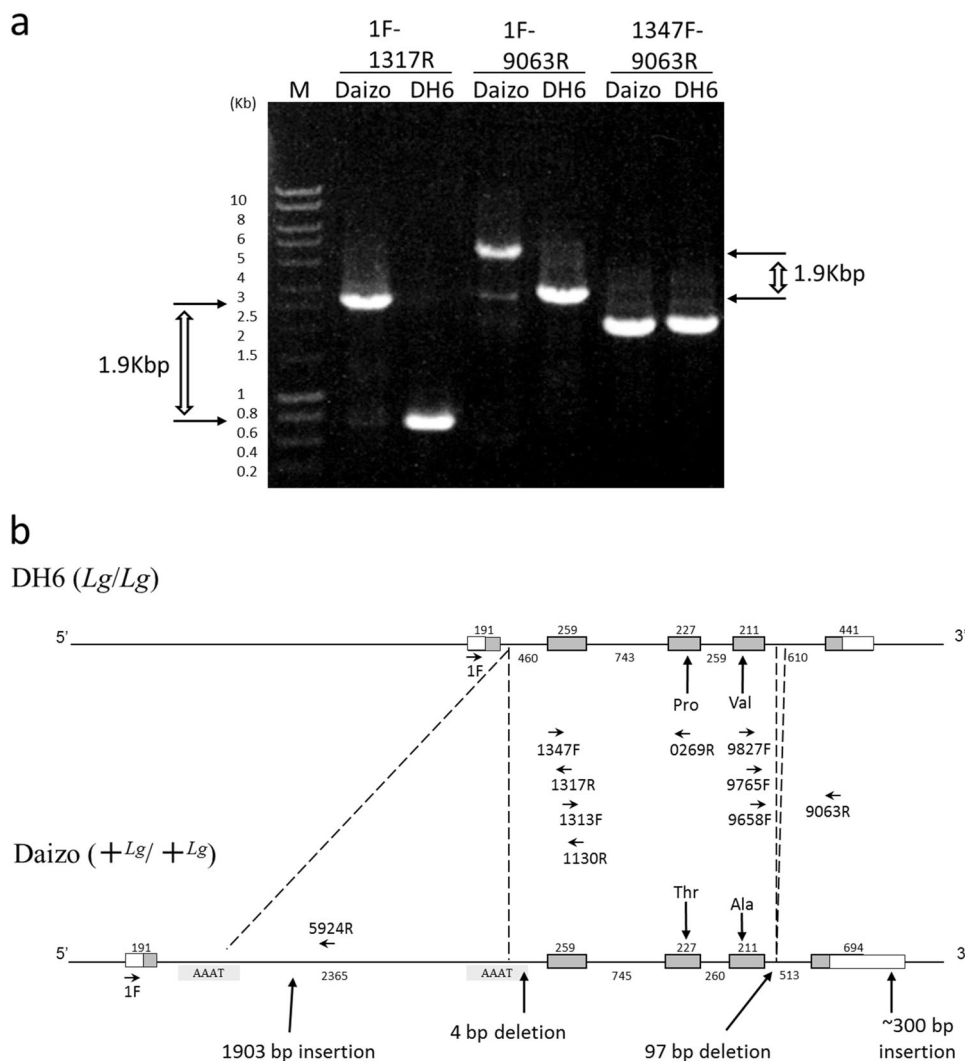 a
1F-
1317R
1F-
9063R
1347F-
9063R
M Daizo DH6 Daizo DH6 Daizo DH6
(Kb)
10
8
6
5
4
3
2.5
2
1.5
1
0.8
0.6
0.4
0.2
1.9Kbp
1.9Kbp
b
DH6 (Lg/Lg)
5' 191 259 227 211 441 3'
460 743 259 610
1F
Pro Val
1347F 0269R 9827F
1317R 9765F
1313F 9658F 9063R
1130R
Daizo (+Lg/ +Lg)
Thr Ala
5924R
5' 191 259 227 211 694 3'
AAAT 2365 AAAT 745 260 513
1F
1903 bp insertion
4 bp deletion
97 bp deletion
~300 bp
insertion